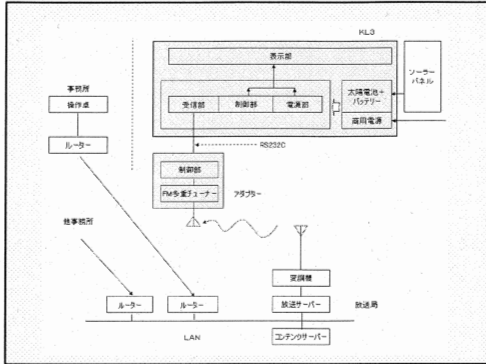 KLG
表示部
ソーラー
パネル
受信部
制御部
電源部
太陽電池+
バッテリー
商用電源
事務所
操作卓
ルーター
RS232C
制御部
FM多重チューナー
アダプター
他事務所
変調機
放送サーバー
放送局
ルーター
ルーター
LAN
コンテンツサーバー